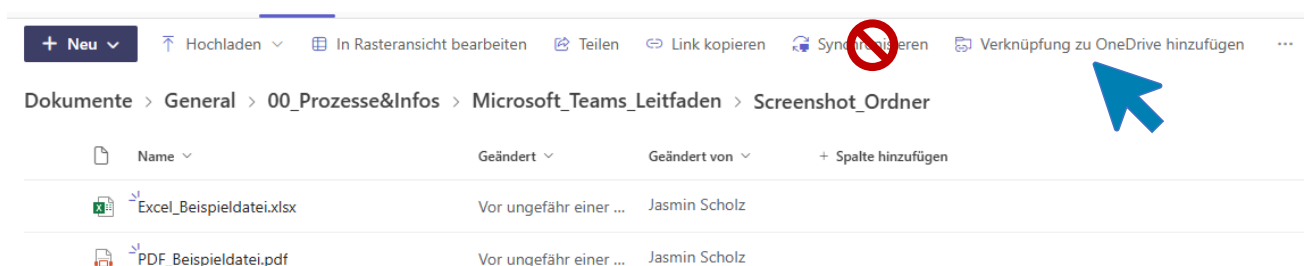 + Neu Hochladen In Rasteransicht bearbeiten Teilen Link kopieren Synchronisieren Verknüpfung zu OneDrive hinzufügen ...
Dokumente > General > 00_Prozesse&Infos > Microsoft_Teams_Leitfaden > Screenshot_Ordner
Name Geändert Geändert von + Spalte hinzufügen
Excel_Beispieldatei.xlsx Vor ungefähr einer ... Jasmin Scholz
PDF_Beispieldatei.pdf Vor ungefähr einer ... Jasmin Scholz